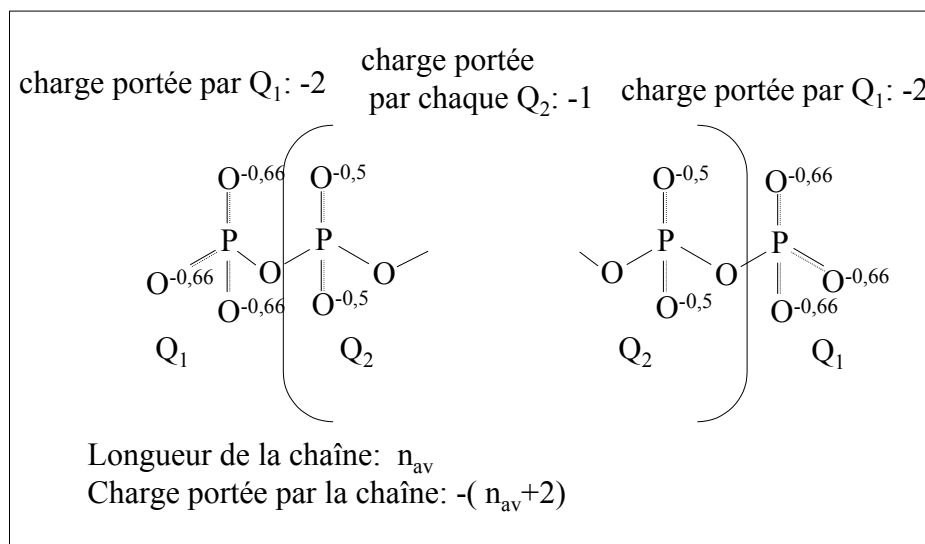 charge portée par Q₁: -2
charge portée
par chaque Q₂: -1
charge portée par Q₁: -2
O⁻⁰,⁶⁶ O⁻⁰,⁵ O⁻⁰,⁵ O⁻⁰,⁶⁶
P P P P
O⁻⁰,⁶⁶ O O O O O⁻⁰,⁶⁶
O⁻⁰,⁶⁶ O⁻⁰,⁵ O⁻⁰,⁵ O⁻⁰,⁶⁶
Q₁ Q₂ Q₂ Q₁
Longueur de la chaîne: n_av
Charge portée par la chaîne: -( n_av+2)